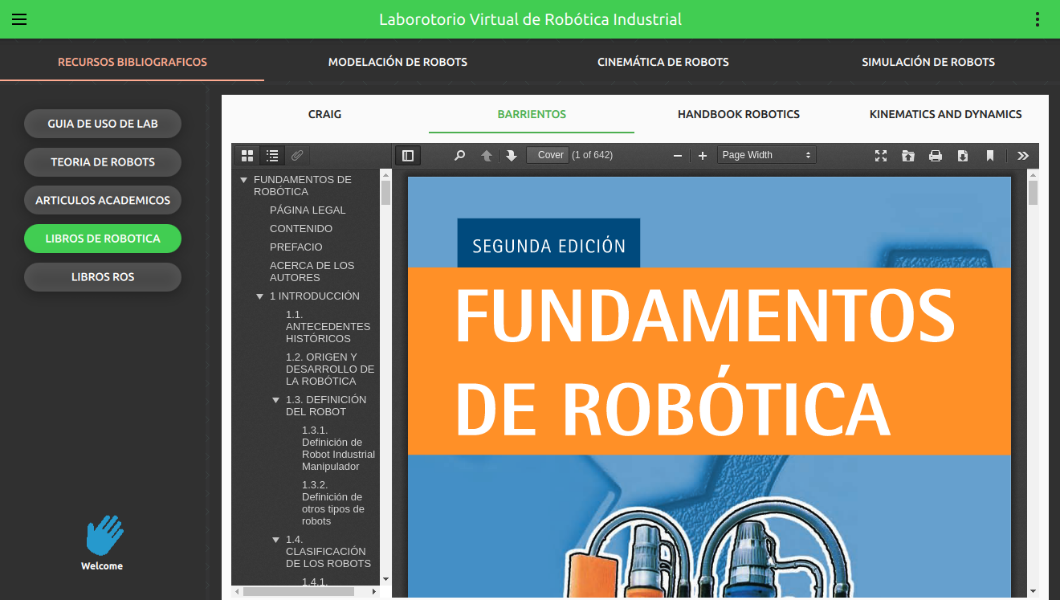 Laborotorio Virtual de Robótica Industrial
RECURSOS BIBLIOGRAFICOS
MODELACIÓN DE ROBOTS
CINEMÁTICA DE ROBOTS
SIMULACIÓN DE ROBOTS
GUIA DE USO DE LAB
TEORIA DE ROBOTS
ARTICULOS ACADEMICOS
LIBROS DE ROBOTICA
LIBROS ROS
Welcome
CRAIG
BARRIENTOS
HANDBOOK ROBOTICS
KINEMATICS AND DYNAMICS
Cover (1 of 642)
Page Width
FUNDAMENTOS DE
ROBÓTICA
PÁGINA LEGAL
CONTENIDO
PREFACIO
ACERCA DE LOS
AUTORES
1 INTRODUCCIÓN
1.1.
ANTECEDENTES
HISTÓRICOS
1.2. ORIGEN Y
DESARROLLO DE
LA ROBÓTICA
1.3. DEFINICIÓN
DEL ROBOT
1.3.1.
Definición de
Robot Industrial
Manipulador
1.3.2.
Definición de
otros tipos de
robots
1.4.
CLASIFICACIÓN
DE LOS ROBOTS
1.4.1.
SEGUNDA EDICIÓN
FUNDAMENTOS
DE ROBÓTICA